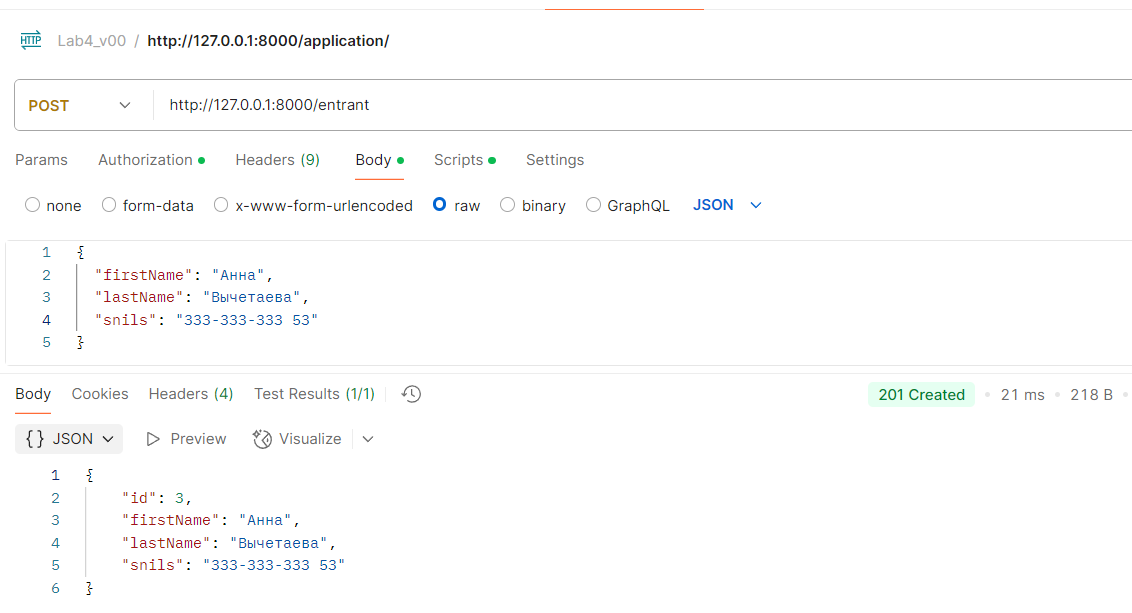 HTTP Lab4_v00 / http://127.0.0.1:8000/application/
POST http://127.0.0.1:8000/entrant
Params Authorization Headers (9) Body Scripts Settings
none form-data x-www-form-urlencoded raw binary GraphQL JSON
1 {
2 "firstName": "Анна",
3 "lastName": "Вычетаева",
4 "snils": "333-333-333 53"
5 }
Body Cookies Headers (4) Test Results (1/1) 201 Created • 21 ms • 218 B •
{} JSON Preview Visualize
1 {
2 "id": 3,
3 "firstName": "Анна",
4 "lastName": "Вычетаева",
5 "snils": "333-333-333 53"
6 }